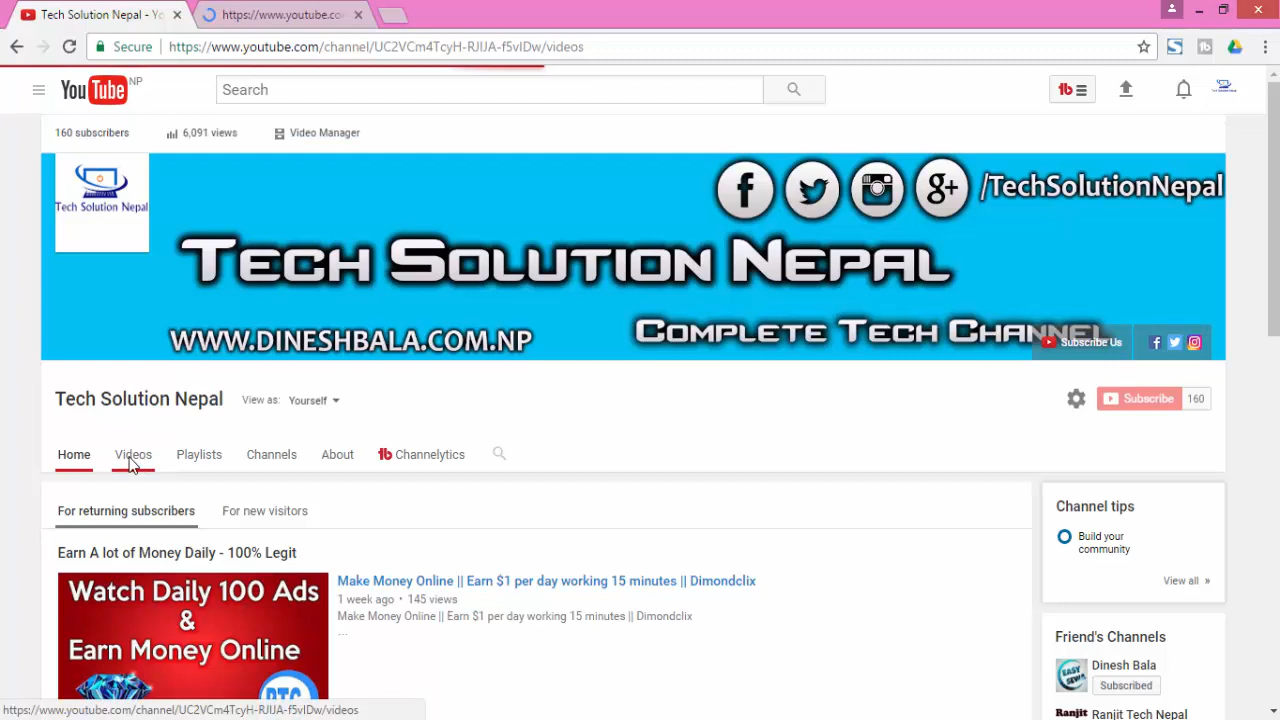 Tech Solution Nepal - Yo
https://www.youtube.co
Secure https://www.youtube.com/channel/UC2VCm4TcyH-RJIJA-f5vIDw/videos
YouTube NP
Search
160 subscribers 6,091 views Video Manager
Tech Solution Nepal
/TechSolutionNepal
Tech Solution Nepal
www.dineshbala.com.np
Complete Tech Channel
Subscribe Us
Tech Solution Nepal View as: Yourself
Subscribe 160
Home Videos Playlists Channels About Channelytics
For returning subscribers For new visitors
Earn A lot of Money Daily - 100% Legit
Watch Daily 100 Ads
&
Earn Money Online
PTC
Make Money Online || Earn $1 per day working 15 minutes || Dimondclix
1 week ago • 145 views
Make Money Online || Earn $1 per day working 15 minutes || Dimondclix
...
Channel tips
Build your
community
View all »
Friend's Channels
Dinesh Bala
Subscribed
Ranjit Ranjit Tech Nepal
https://www.youtube.com/channel/UC2VCm4TcyH-RJIJA-f5vIDw/videos